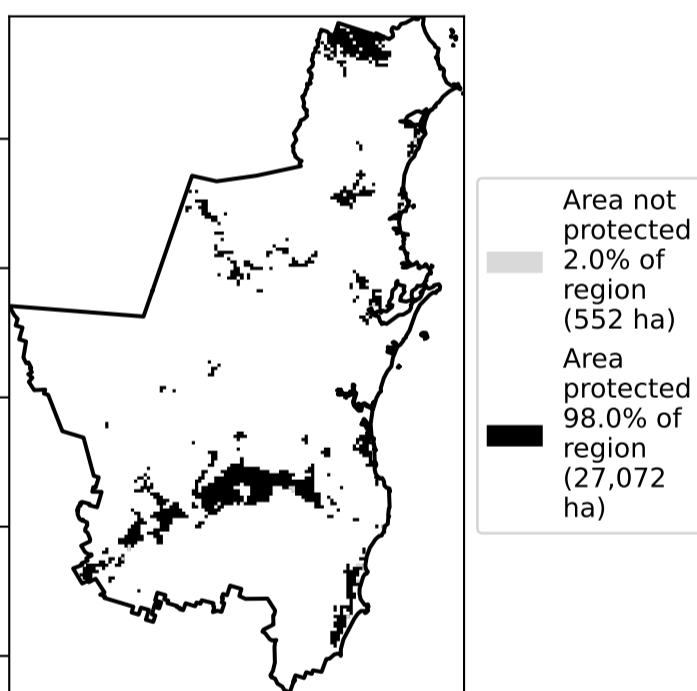 Area not
protected
2.0% of
region
(552 ha)
Area
protected
98.0% of
region
(27,072
ha)